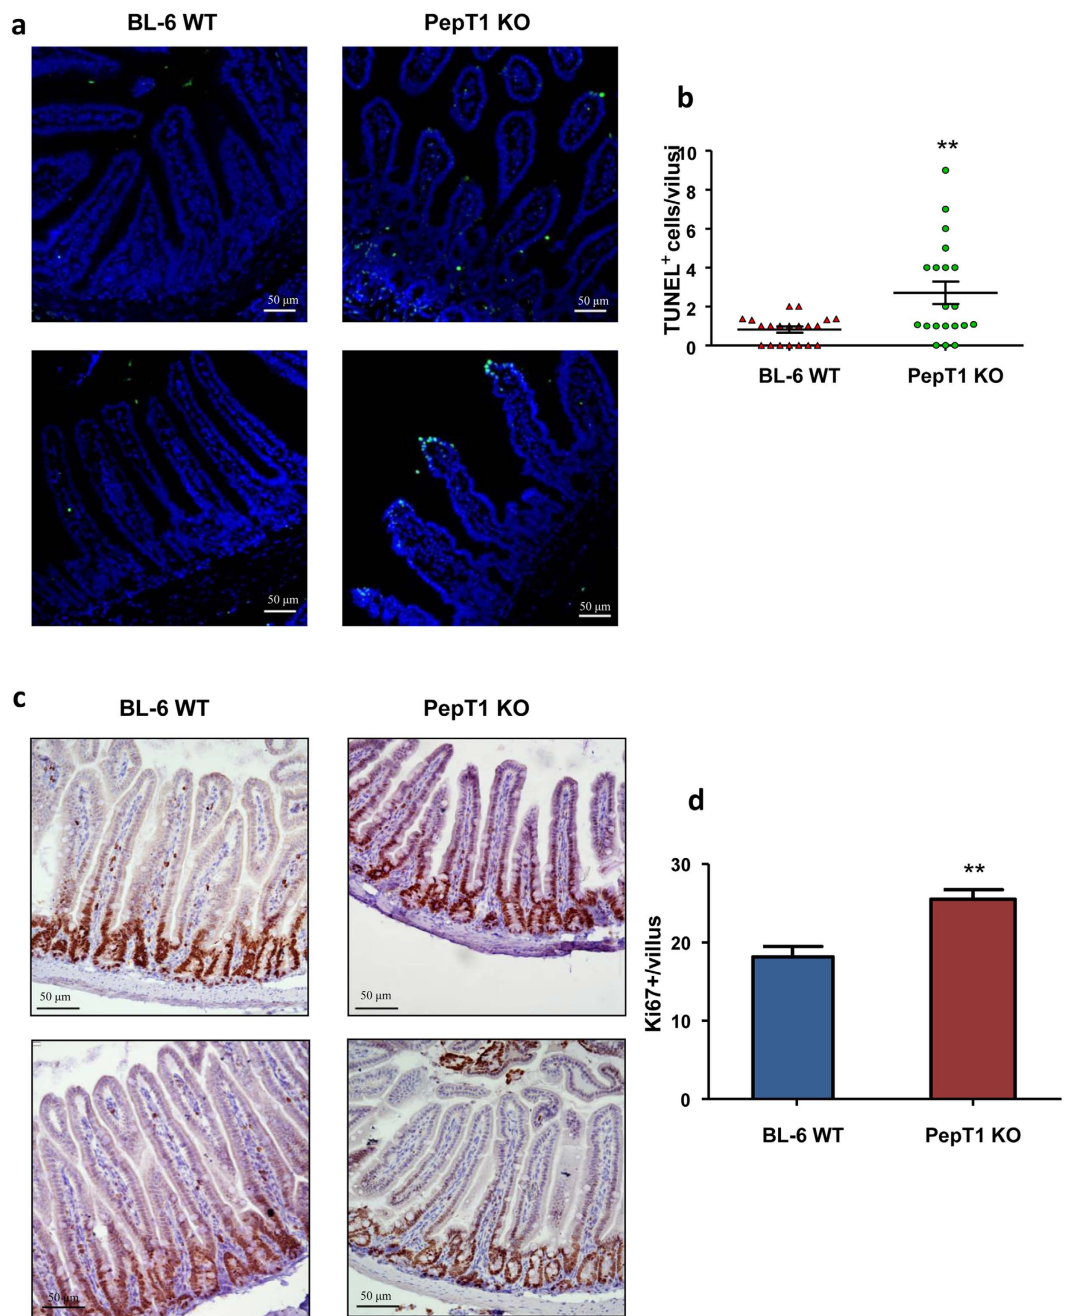 a
BL-6 WT
PepT1 KO
50 μm
50 μm
50 μm
50 μm
b
**
TUNEL+ cells/vilusi
10
8
6
4
2
0
BL-6 WT
PepT1 KO
c
BL-6 WT
PepT1 KO
50 μm
50 μm
50 μm
50 μm
d
**
Ki67+/villus
30
20
10
0
BL-6 WT
PepT1 KO